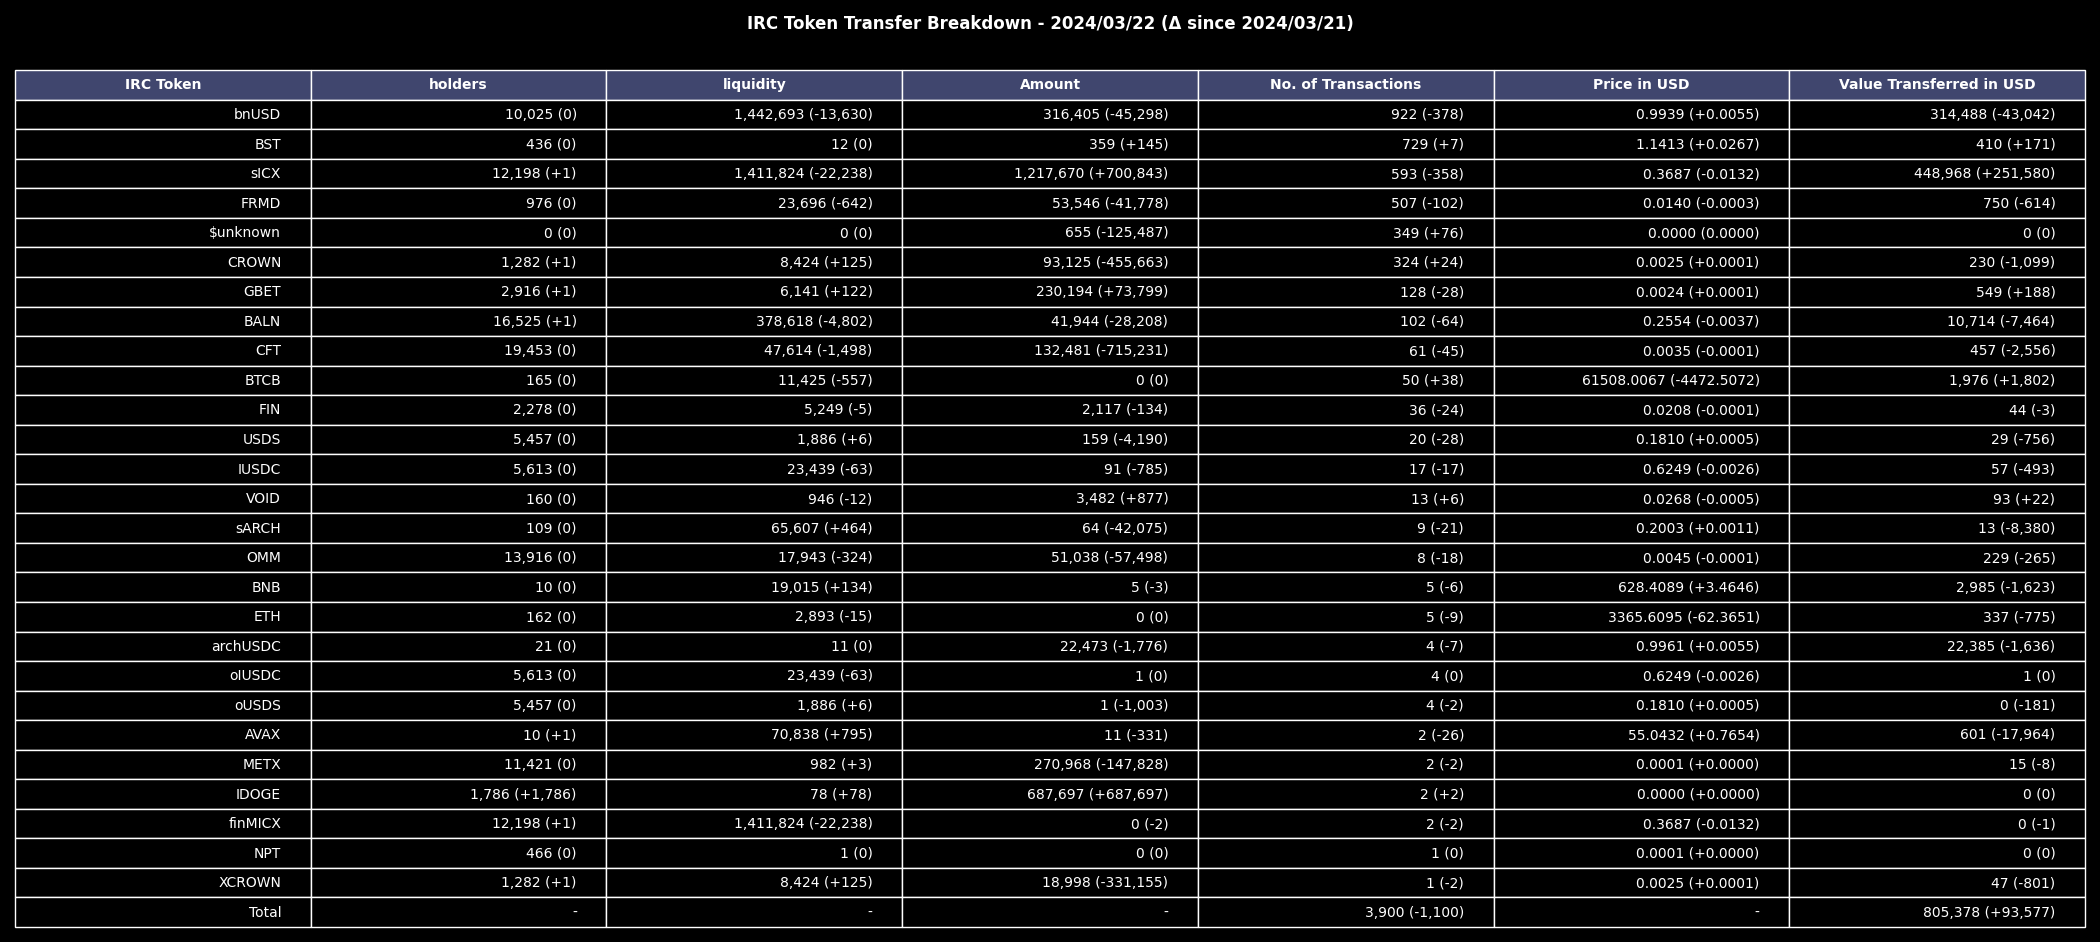 IRC Token Transfer Breakdown - 2024/03/22 (Δ since 2024/03/21)
IRC Token holders liquidity Amount No. of Transactions Price in USD Value Transferred in USD
bnUSD 10,025 (0) 1,442,693 (-13,630) 316,405 (-45,298) 922 (-378) 0.9939 (+0.0055) 314,488 (-43,042)
BST 436 (0) 12 (0) 359 (+145) 729 (+7) 1.1413 (+0.0267) 410 (+171)
sICX 12,198 (+1) 1,411,824 (-22,238) 1,217,670 (+700,843) 593 (-358) 0.3687 (-0.0132) 448,968 (+251,580)
FRMD 976 (0) 23,696 (-642) 53,546 (-41,778) 507 (-102) 0.0140 (-0.0003) 750 (-614)
$unknown 0 (0) 0 (0) 655 (-125,487) 349 (+76) 0.0000 (0.0000) 0 (0)
CROWN 1,282 (+1) 8,424 (+125) 93,125 (-455,663) 324 (+24) 0.0025 (+0.0001) 230 (-1,099)
GBET 2,916 (+1) 6,141 (+122) 230,194 (+73,799) 128 (-28) 0.0024 (+0.0001) 549 (+188)
BALN 16,525 (+1) 378,618 (-4,802) 41,944 (-28,208) 102 (-64) 0.2554 (-0.0037) 10,714 (-7,464)
CFT 19,453 (0) 47,614 (-1,498) 132,481 (-715,231) 61 (-45) 0.0035 (-0.0001) 457 (-2,556)
BTCB 165 (0) 11,425 (-557) 0 (0) 50 (+38) 61508.0067 (-4472.5072) 1,976 (+1,802)
FIN 2,278 (0) 5,249 (-5) 2,117 (-134) 36 (-24) 0.0208 (-0.0001) 44 (-3)
USDS 5,457 (0) 1,886 (+6) 159 (-4,190) 20 (-28) 0.1810 (+0.0005) 29 (-756)
IUSDC 5,613 (0) 23,439 (-63) 91 (-785) 17 (-17) 0.6249 (-0.0026) 57 (-493)
VOID 160 (0) 946 (-12) 3,482 (+877) 13 (+6) 0.0268 (-0.0005) 93 (+22)
sARCH 109 (0) 65,607 (+464) 64 (-42,075) 9 (-21) 0.2003 (+0.0011) 13 (-8,380)
OMM 13,916 (0) 17,943 (-324) 51,038 (-57,498) 8 (-18) 0.0045 (-0.0001) 229 (-265)
BNB 10 (0) 19,015 (+134) 5 (-3) 5 (-6) 628.4089 (+3.4646) 2,985 (-1,623)
ETH 162 (0) 2,893 (-15) 0 (0) 5 (-9) 3365.6095 (-62.3651) 337 (-775)
archUSDC 21 (0) 11 (0) 22,473 (-1,776) 4 (-7) 0.9961 (+0.0055) 22,385 (-1,636)
oIUSDC 5,613 (0) 23,439 (-63) 1 (0) 4 (0) 0.6249 (-0.0026) 1 (0)
oUSDS 5,457 (0) 1,886 (+6) 1 (-1,003) 4 (-2) 0.1810 (+0.0005) 0 (-181)
AVAX 10 (+1) 70,838 (+795) 11 (-331) 2 (-26) 55.0432 (+0.7654) 601 (-17,964)
METX 11,421 (0) 982 (+3) 270,968 (-147,828) 2 (-2) 0.0001 (+0.0000) 15 (-8)
IDOGE 1,786 (+1,786) 78 (+78) 687,697 (+687,697) 2 (+2) 0.0000 (+0.0000) 0 (0)
finMICX 12,198 (+1) 1,411,824 (-22,238) 0 (-2) 2 (-2) 0.3687 (-0.0132) 0 (-1)
NPT 466 (0) 1 (0) 0 (0) 1 (0) 0.0001 (+0.0000) 0 (0)
XCROWN 1,282 (+1) 8,424 (+125) 18,998 (-331,155) 1 (-2) 0.0025 (+0.0001) 47 (-801)
Total - - - 3,900 (-1,100) - 805,378 (+93,577)